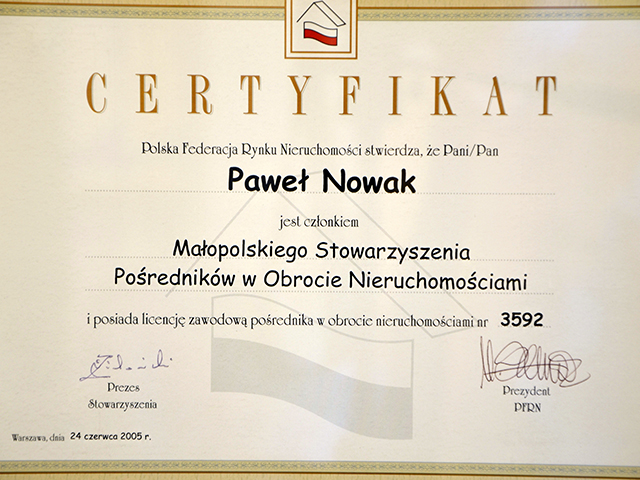 CERTYFIKAT
Polska Federacja Rynku Nieruchomości stwierdza, że Pani/Pan
Paweł Nowak
jest członkiem
Małopolskiego Stowarzyszenia
Pośredników w Obrocie Nieruchomościami
i posiada licencję zawodową pośrednika w obrocie nieruchomościami nr 3592
Prezes
Stowarzyszenia
Prezydent
PFRN
Warszawa, dnia 24 czerwca 2005 r.